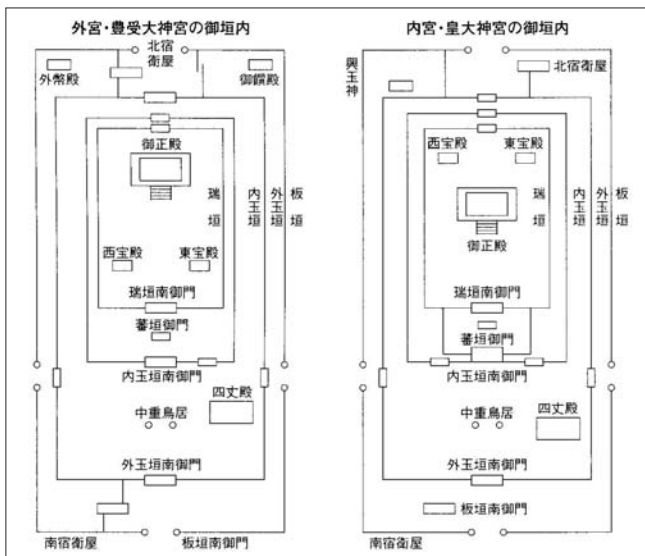 外宮・豊受大神宮の御垣内
北宿衛屋
外幣殿
御饌殿
御正殿
瑞垣
内玉垣
外玉垣
板垣
西宝殿
東宝殿
瑞垣南御門
蕃垣御門
内玉垣南御門
四丈殿
中重鳥居
外玉垣南御門
南宿衛屋
板垣南御門
内宮・皇大神宮の御垣内
興玉神
北宿衛屋
西宝殿
東宝殿
瑞垣
内玉垣
外玉垣
板垣
御正殿
瑞垣南御門
蕃垣御門
内玉垣南御門
四丈殿
中重鳥居
外玉垣南御門
板垣南御門
南宿衛屋